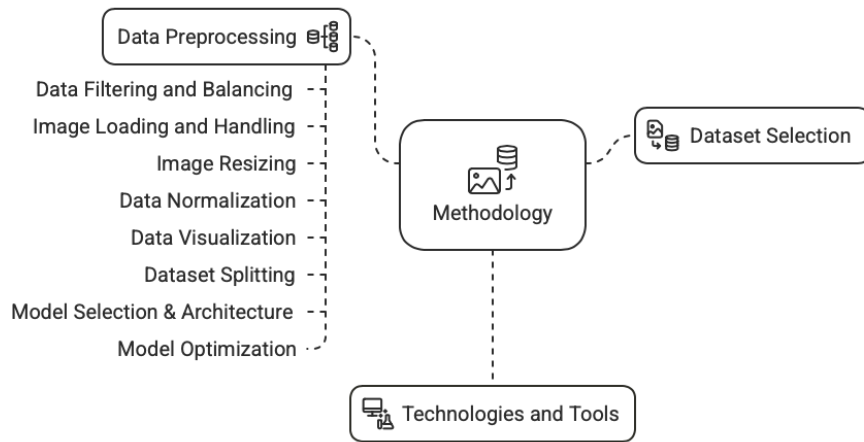 Data Preprocessing
Data Filtering and Balancing
Image Loading and Handling
Image Resizing
Data Normalization
Data Visualization
Dataset Splitting
Model Selection & Architecture
Model Optimization
Methodology
Dataset Selection
Technologies and Tools